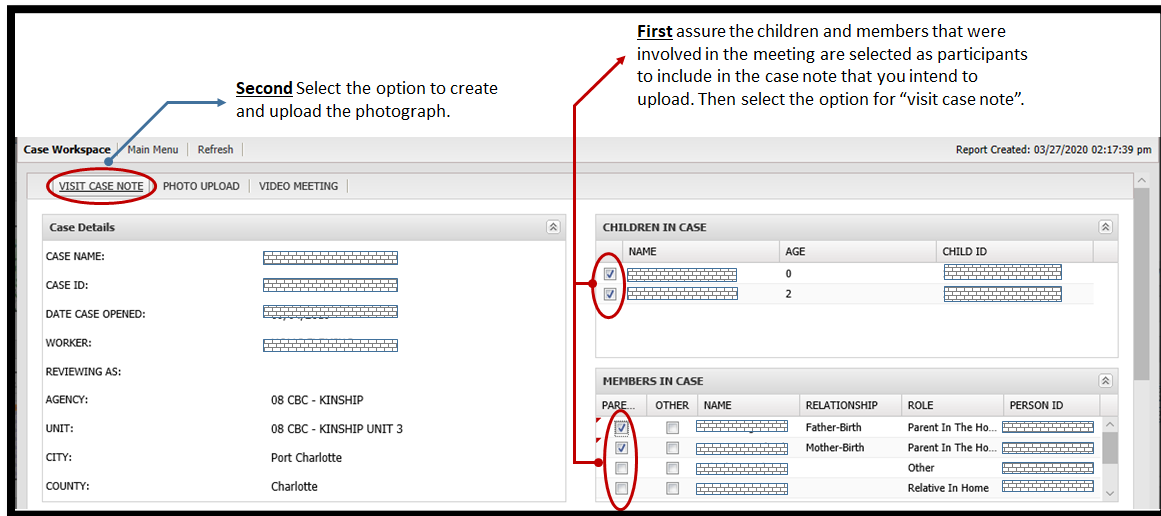 First assure the children and members that were
involved in the meeting are selected as participants
to include in the case note that you intend to
upload. Then select the option for “visit case note”.
Second Select the option to create
and upload the photograph.
Case Workspace Main Menu Refresh Report Created: 03/27/2020 02:17:39 pm
VISIT CASE NOTE PHOTO UPLOAD VIDEO MEETING
Case Details
CASE NAME:
CASE ID:
DATE CASE OPENED:
WORKER:
REVIEWING AS:
AGENCY: 08 CBC - KINSHIP
UNIT: 08 CBC - KINSHIP UNIT 3
CITY: Port Charlotte
COUNTY: Charlotte
CHILDREN IN CASE
NAME AGE CHILD ID
0
2
MEMBERS IN CASE
PARE... OTHER NAME RELATIONSHIP ROLE PERSON ID
Father-Birth Parent In The Ho...
Mother-Birth Parent In The Ho...
Other
Relative In Home